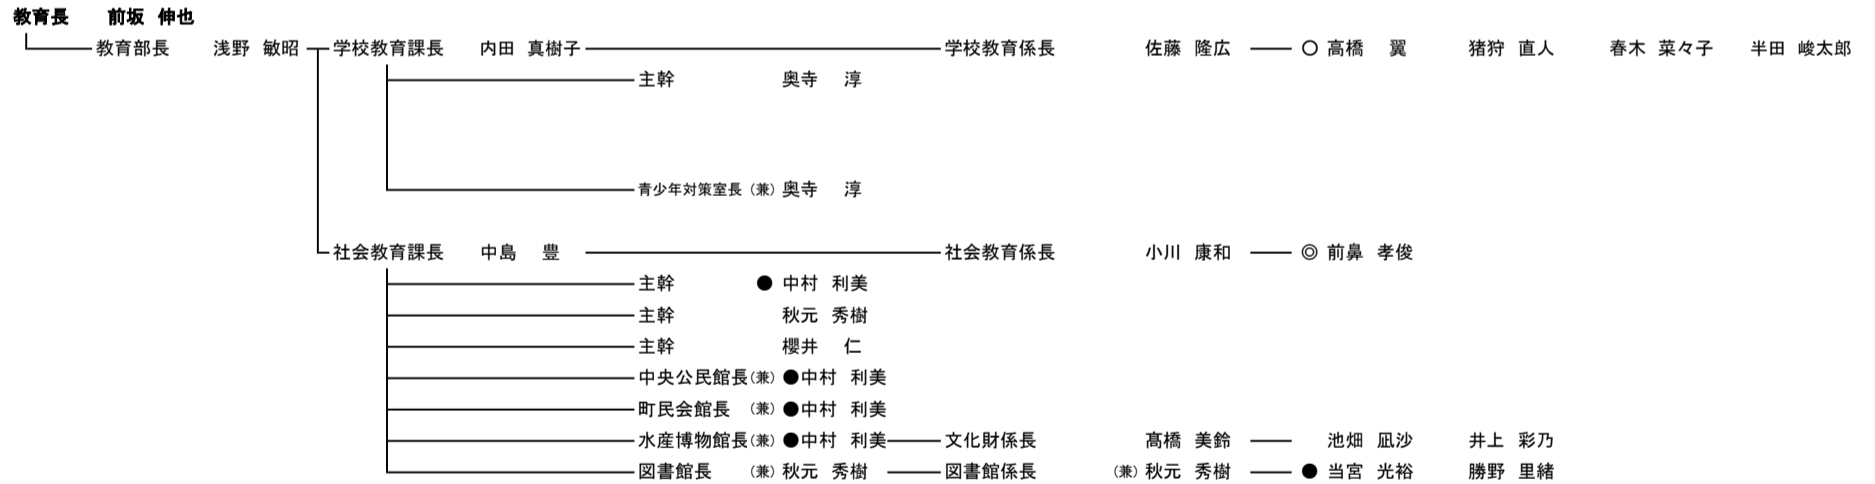 教育長 前坂 伸也
教育部長 浅野 敏昭 学校教育課長 内田 真樹子 学校教育係長 佐藤 隆広 〇 高橋 翼 猪狩 直人 春木 菜々子 半田 峻太郎
主幹 奥寺 淳
青少年対策室長 (兼) 奥寺 淳
社会教育課長 中島 豊 社会教育係長 小川 康和 ◎ 前鼻 孝俊
主幹 ● 中村 利美
主幹 秋元 秀樹
主幹 櫻井 仁
中央公民館長(兼) ●中村 利美
町民会館長 (兼) ●中村 利美
水産博物館長(兼) ●中村 利美 文化財係長 髙橋 美鈴 池畑 凪沙 井上 彩乃
図書館長 (兼) 秋元 秀樹 図書館係長 (兼) 秋元 秀樹 ● 当宮 光裕 勝野 里緒